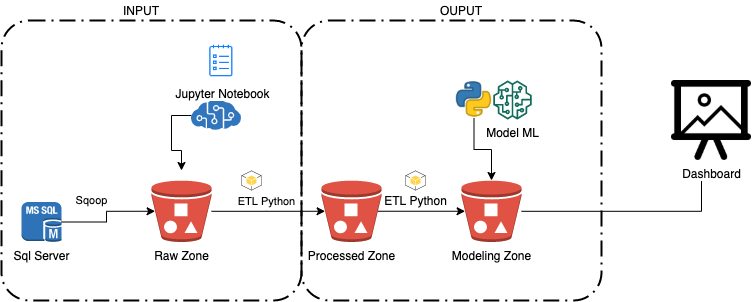 INPUT
OUPUT
Jupyter Notebook
Model ML
Dashboard
Sqoop
ETL Python
ETL Python
MS SQL
M
Sql Server
Raw Zone
Processed Zone
Modeling Zone